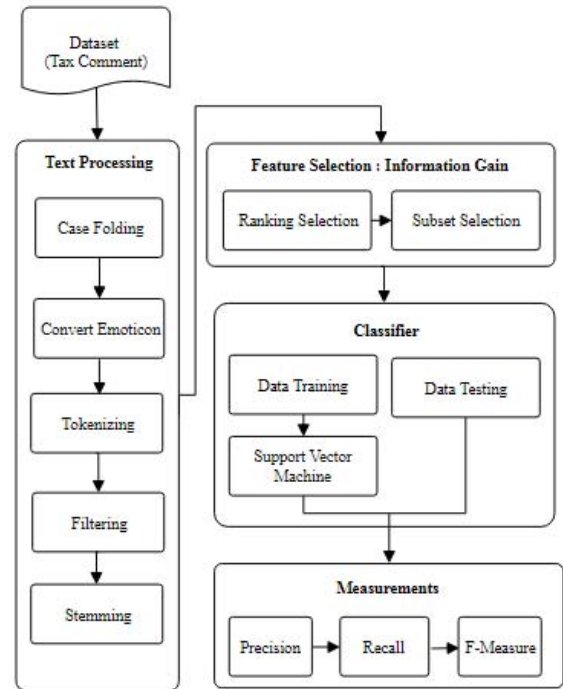 Dataset
(Tax Comment)
Text Processing
Case Folding
Convert Emoticon
Tokenizing
Filtering
Stemming
Feature Selection : Information Gain
Ranking Selection
Subset Selection
Classifier
Data Training
Data Testing
Support Vector
Machine
Measurements
Precision
Recall
F-Measure